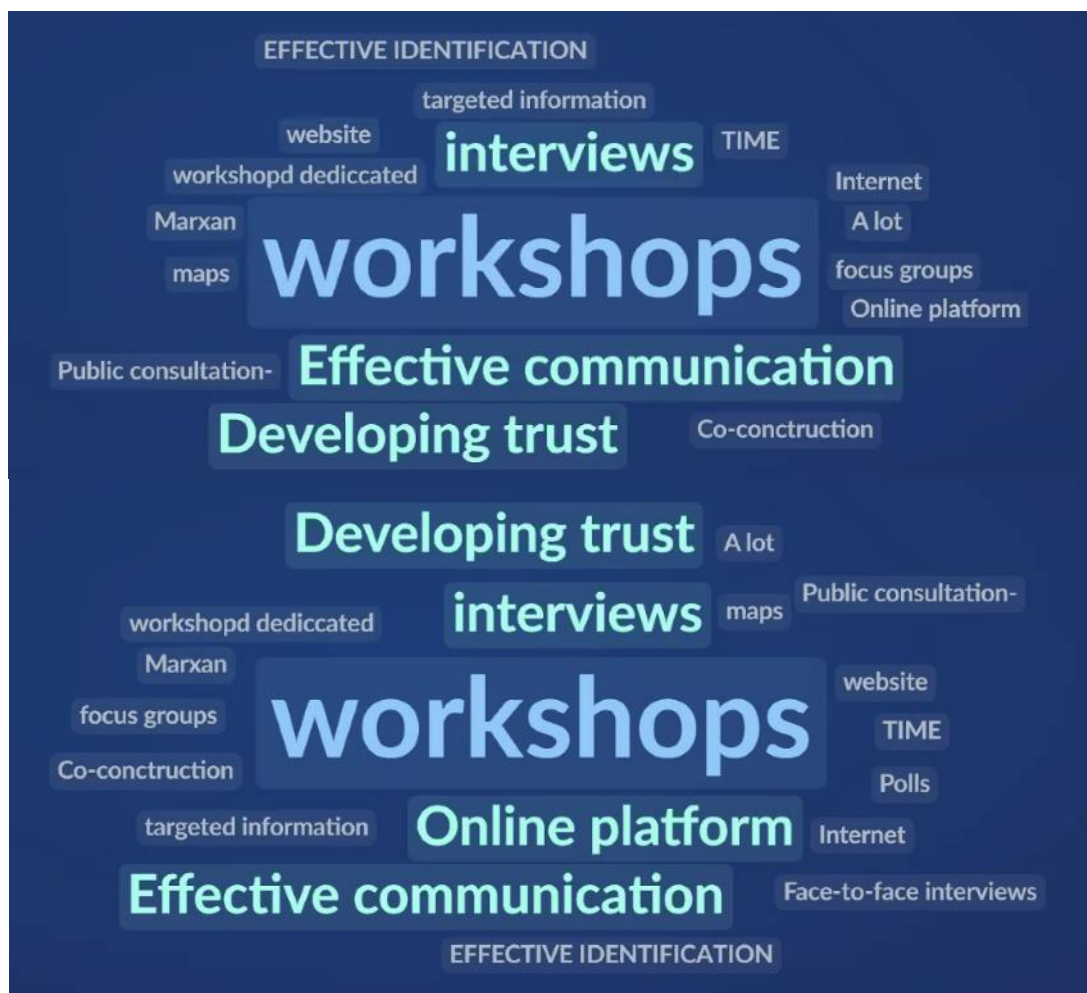 EFFECTIVE IDENTIFICATION
targeted information
website
interviews
TIME
workshopd dediccated
Internet
Marxan
workshops
A lot
maps
focus groups
Online platform
Public consultation-
Effective communication
Developing trust
Co-conctruction
Developing trust
A lot
interviews
maps
Public consultation-
workshopd dediccated
Marxan
workshops
website
focus groups
TIME
Co-conctruction
Polls
targeted information
Online platform
Internet
Effective communication
Face-to-face interviews
EFFECTIVE IDENTIFICATION